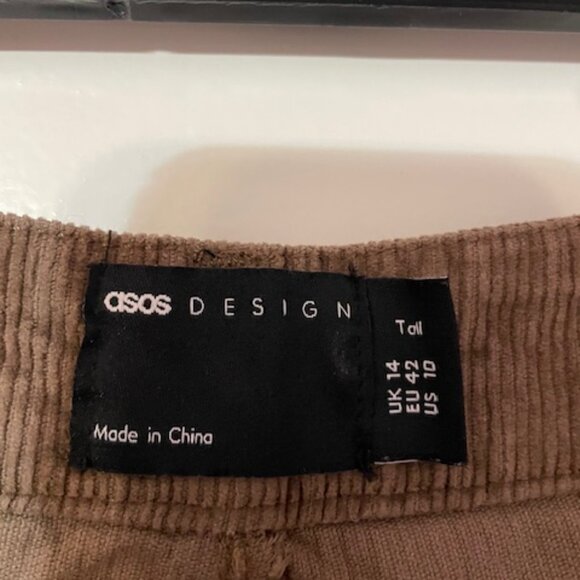 asos DESIGN
Made in China
Tall
UK 14
EU 42
US 10